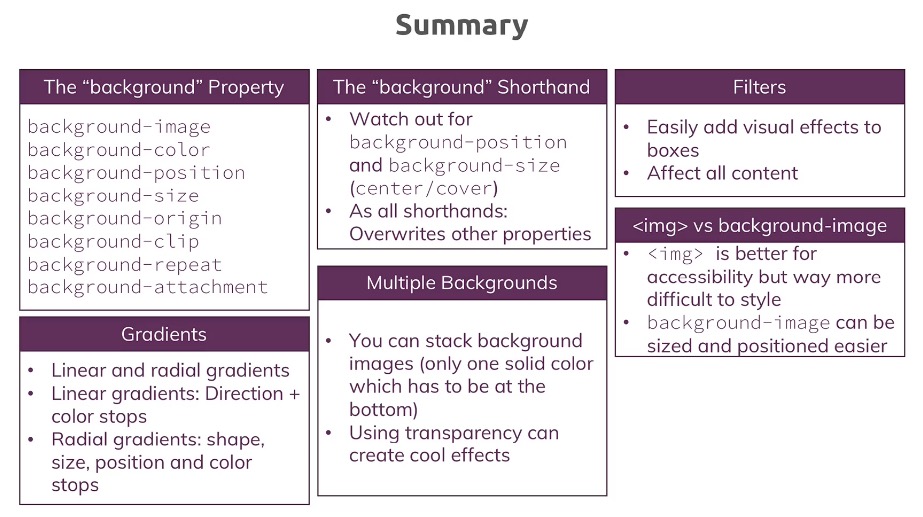 Summary
The “background” Property
background-image
background-color
background-position
background-size
background-origin
background-clip
background-repeat
background-attachment
Gradients
• Linear and radial gradients
• Linear gradients: Direction +
color stops
• Radial gradients: shape,
size, position and color
stops
The “background” Shorthand
• Watch out for
background-position
and background-size
(center/cover)
• As all shorthands:
Overwrites other properties
Multiple Backgrounds
• You can stack background
images (only one solid color
which has to be at the
bottom)
• Using transparency can
create cool effects
Filters
• Easily add visual effects to
boxes
• Affect all content
<img> vs background-image
• <img> is better for
accessibility but way more
difficult to style
• background-image can be
sized and positioned easier